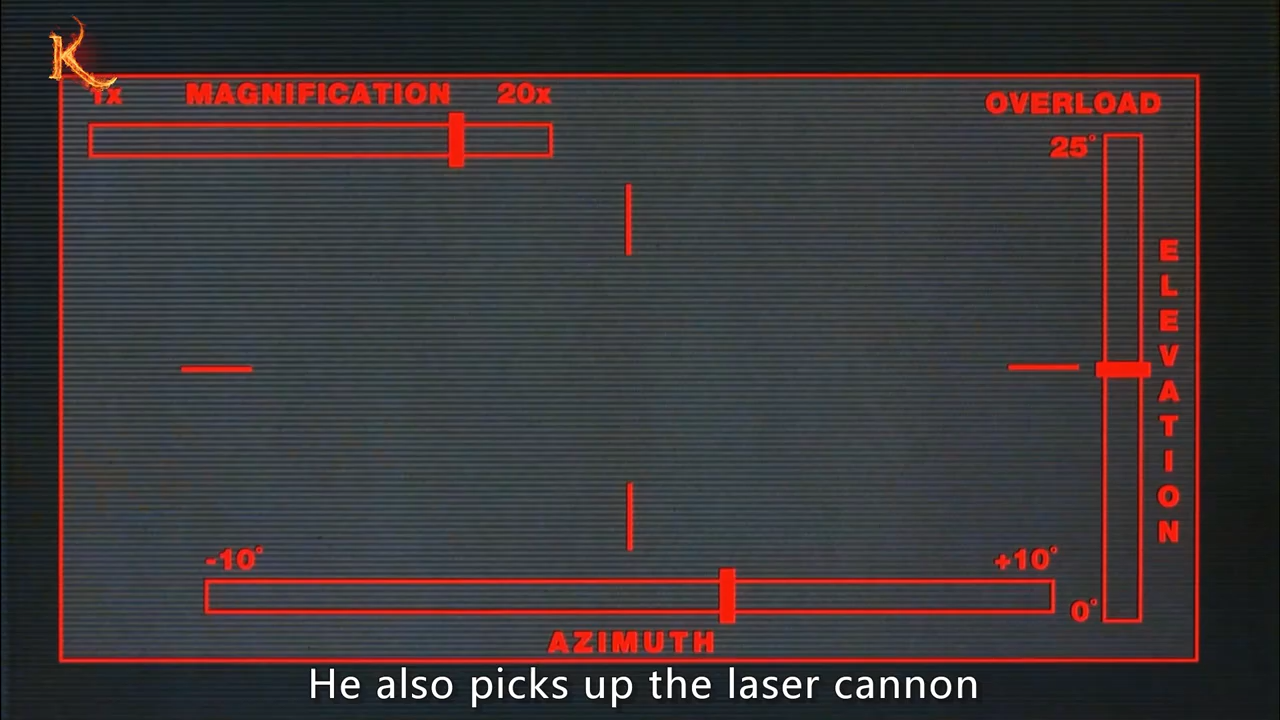 K
1x MAGNIFICATION 20x
OVERLOAD
25°
ELEVATION
-10° +10°
0°
AZIMUTH
He also picks up the laser cannon